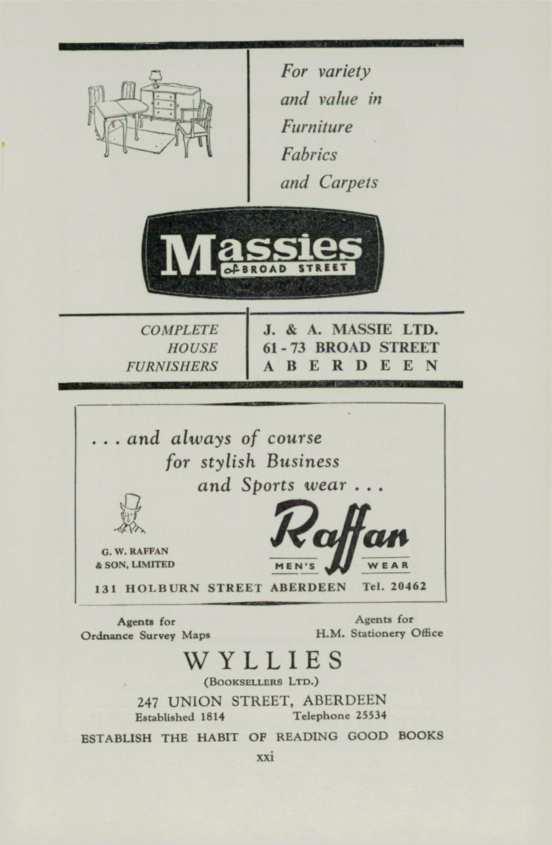 For variety
and value in
Furniture
Fabrics
and Carpets
Massies
of BROAD STREET
COMPLETE
HOUSE
FURNISHERS
J. & A. MASSIE LTD.
61-73 BROAD STREET
ABERDEEN
... and always of course
for stylish Business
and Sports wear ...
G. W. RAFFAN
& SON, LIMITED
Raffan
MEN'S WEAR
131 HOLBURN STREET ABERDEEN Tel. 20462
Agents for
Ordnance Survey Maps
Agents for
H.M. Stationery Office
WYLLIES
(BOOKSELLERS LTD.)
247 UNION STREET, ABERDEEN
Established 1814 Telephone 25534
ESTABLISH THE HABIT OF READING GOOD BOOKS
xxi